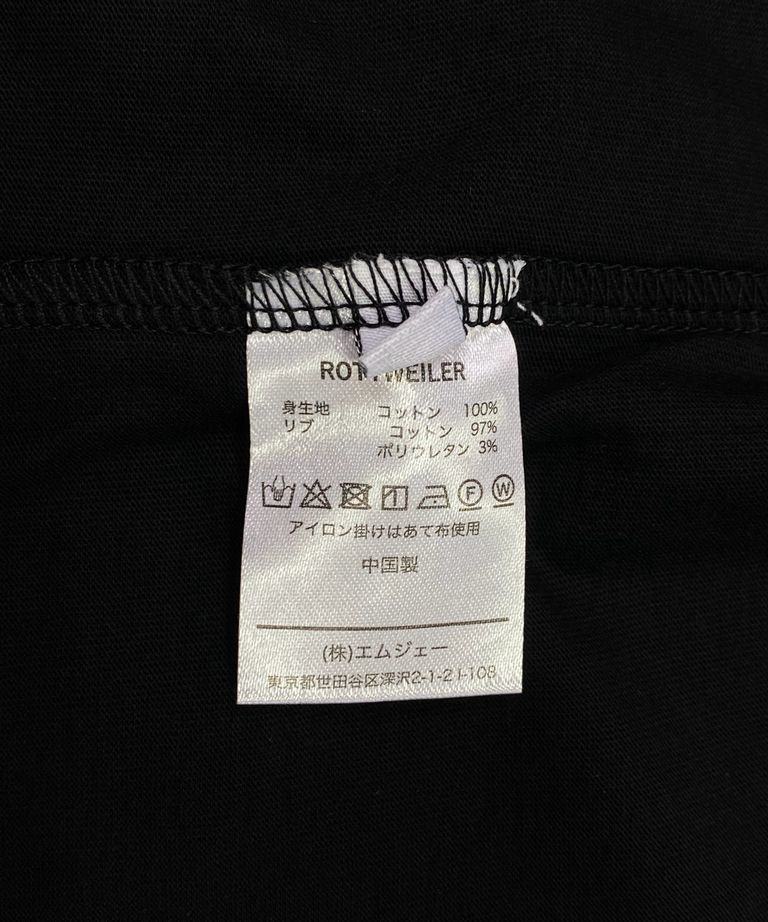 ROTTWEILER
身生地 コットン 100%
リブ コットン 97%
ポリウレタン 3%
F W
アイロン掛けはあて布使用
中国製
(株)エムジェー
東京都世田谷区深沢2-1-21-108